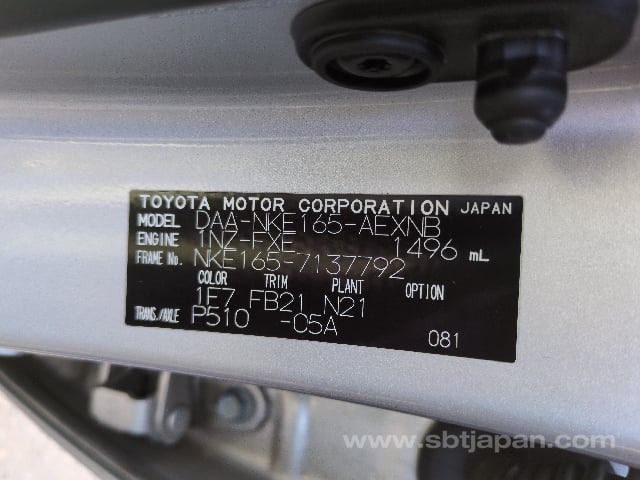 TOYOTA MOTOR CORPORATION JAPAN
MODEL DAA-NKE165-AEXNB
ENGINE 1NZ-FXE 1496 mL
FRAME No. NKE165-7137792
COLOR TRIM PLANT OPTION
1F7 FB21 N21
TRANS./AXLE P510 -05A
081
www.sbtjapan.com